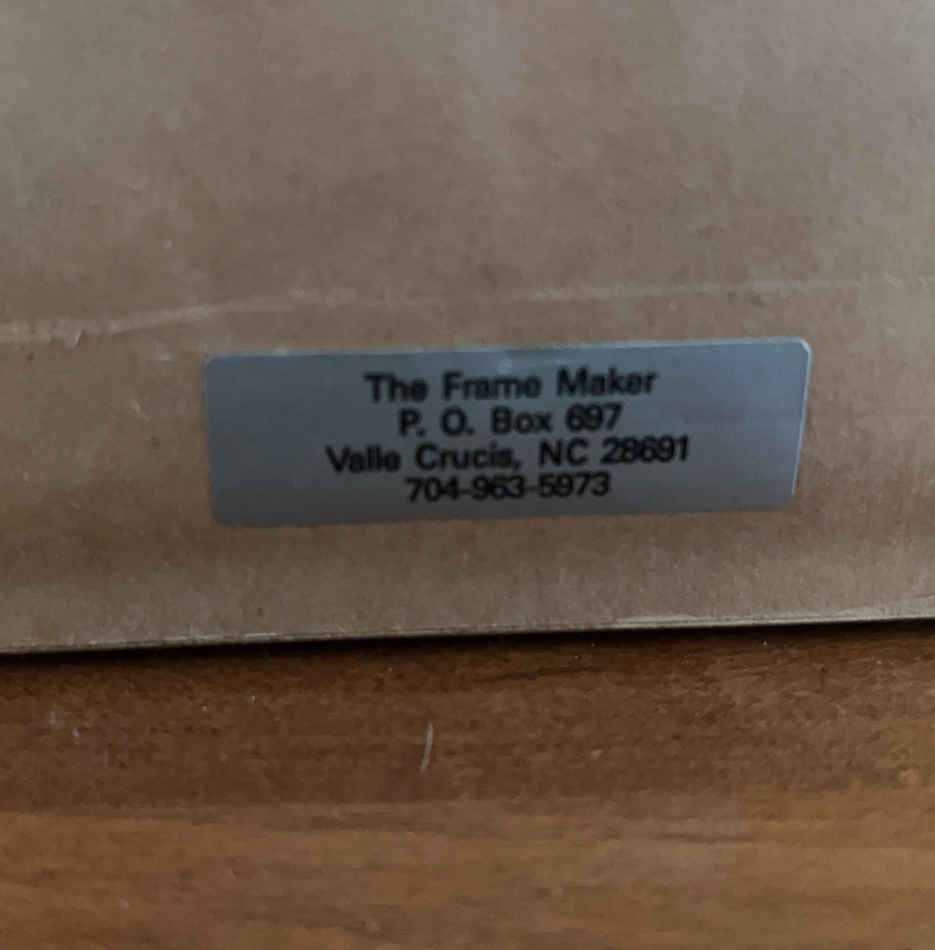 The Frame Maker
P. O. Box 697
Valle Crucis, NC 28691
704-963-5973